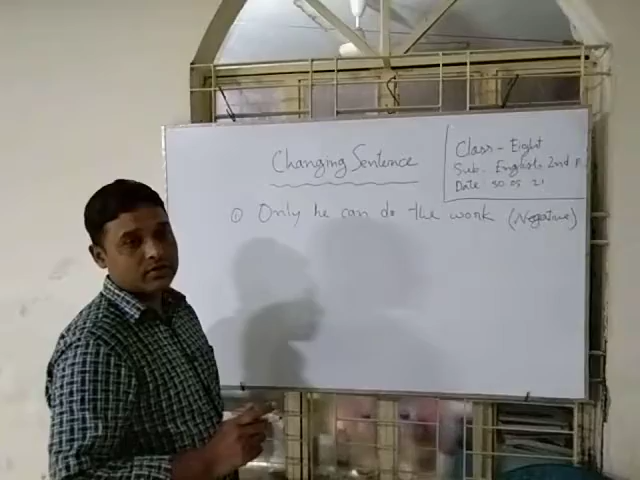 Changing Sentence
Class - Eight
Sub. English 2nd P
Date: 30.05.21
① Only he can do the work (Negative)